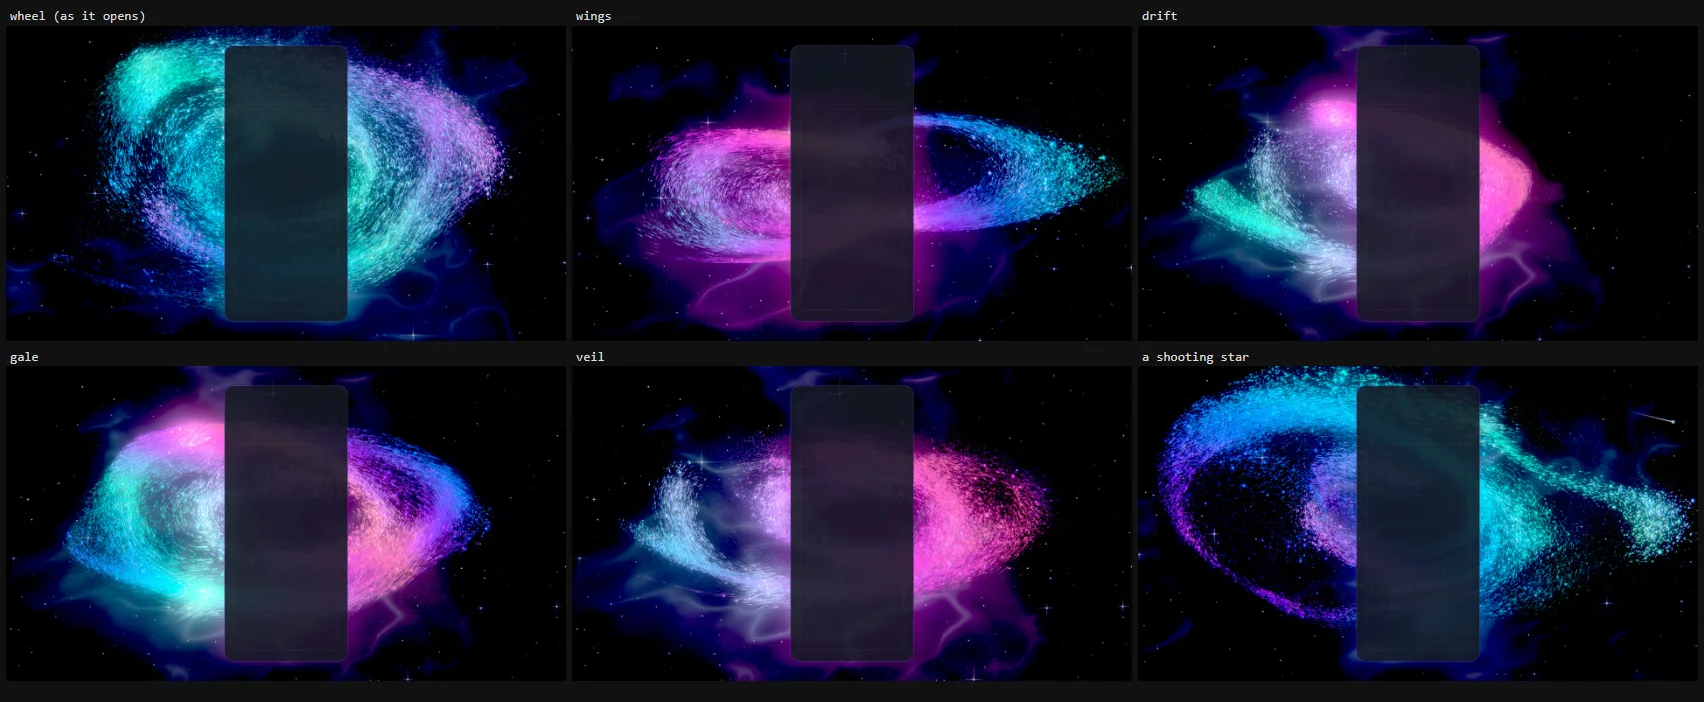 wheel (as it opens)
wings
drift
gale
veil
a shooting star